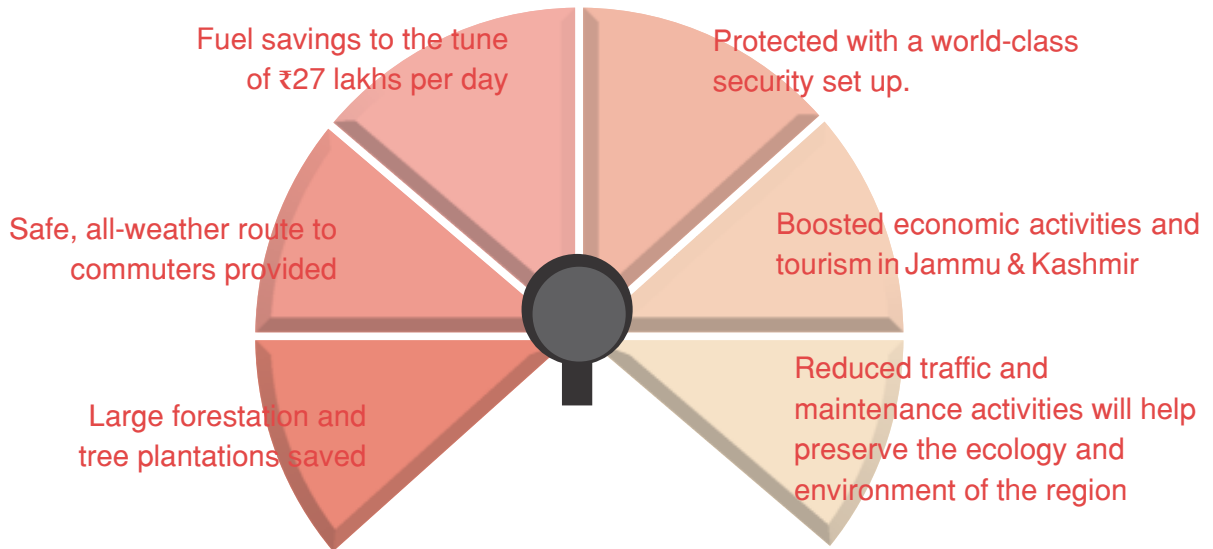 Fuel savings to the tune
of ₹27 lakhs per day
Protected with a world-class
security set up.
Safe, all-weather route to
commuters provided
Boosted economic activities and
tourism in Jammu & Kashmir
Large forestation and
tree plantations saved
Reduced traffic and
maintenance activities will help
preserve the ecology and
environment of the region